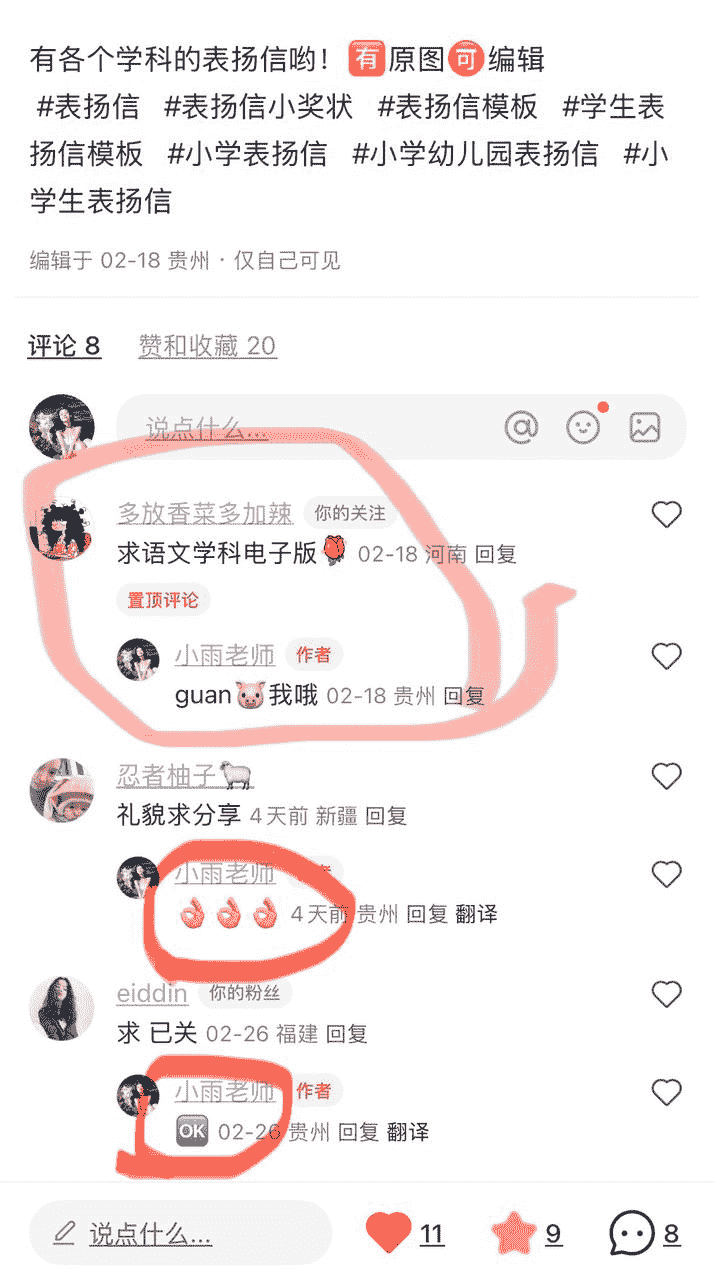 有各个学科的表扬信哟！🈶原图🉑编辑
#表扬信 #表扬信小奖状 #表扬信模板 #学生表
扬信模板 #小学表扬信 #小学幼儿园表扬信 #小
学生表扬信
编辑于 02-18 贵州 · 仅自己可见
评论 8 赞和收藏 20
说点什么...
多放香菜多加辣 你的关注
求语文学科电子版🌹 02-18 河南 回复
置顶评论
小雨老师 作者
guan🐷我哦 02-18 贵州 回复
忍者柚子🐑
礼貌求分享 4天前 新疆 回复
小雨老师
👌👌👌 4天前 贵州 回复 翻译
eiddin 你的粉丝
求 已关 02-26 福建 回复
小雨老师 作者
🆗 02-26 贵州 回复 翻译
说点什么... 11 9 8